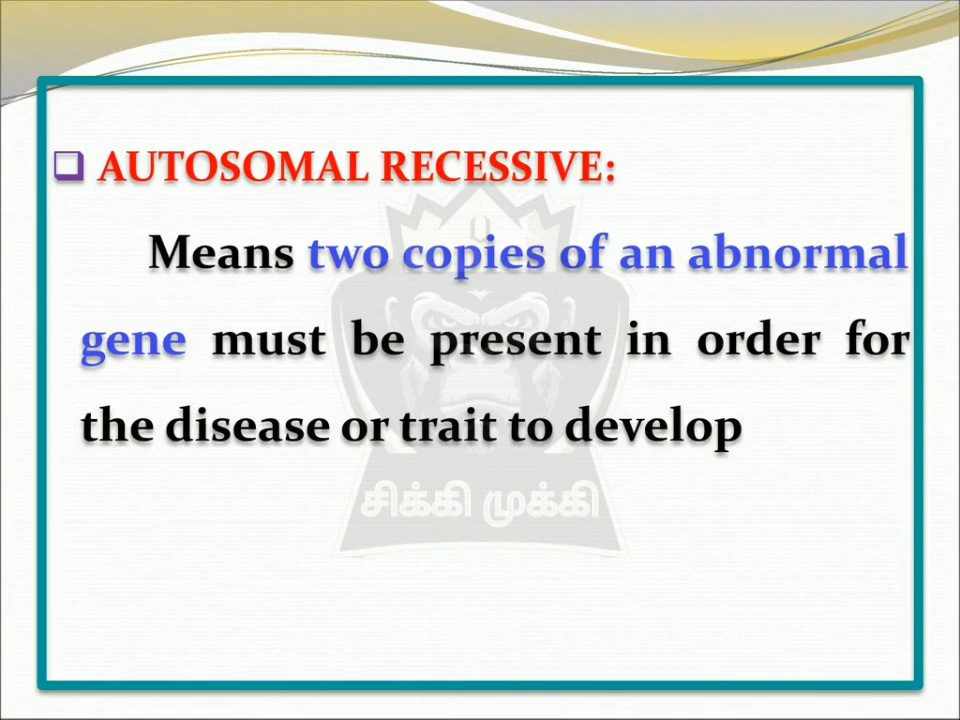 AUTOSOMAL RECESSIVE:
Means two copies of an abnormal
gene must be present in order for
the disease or trait to develop
சிக்கி முக்கி